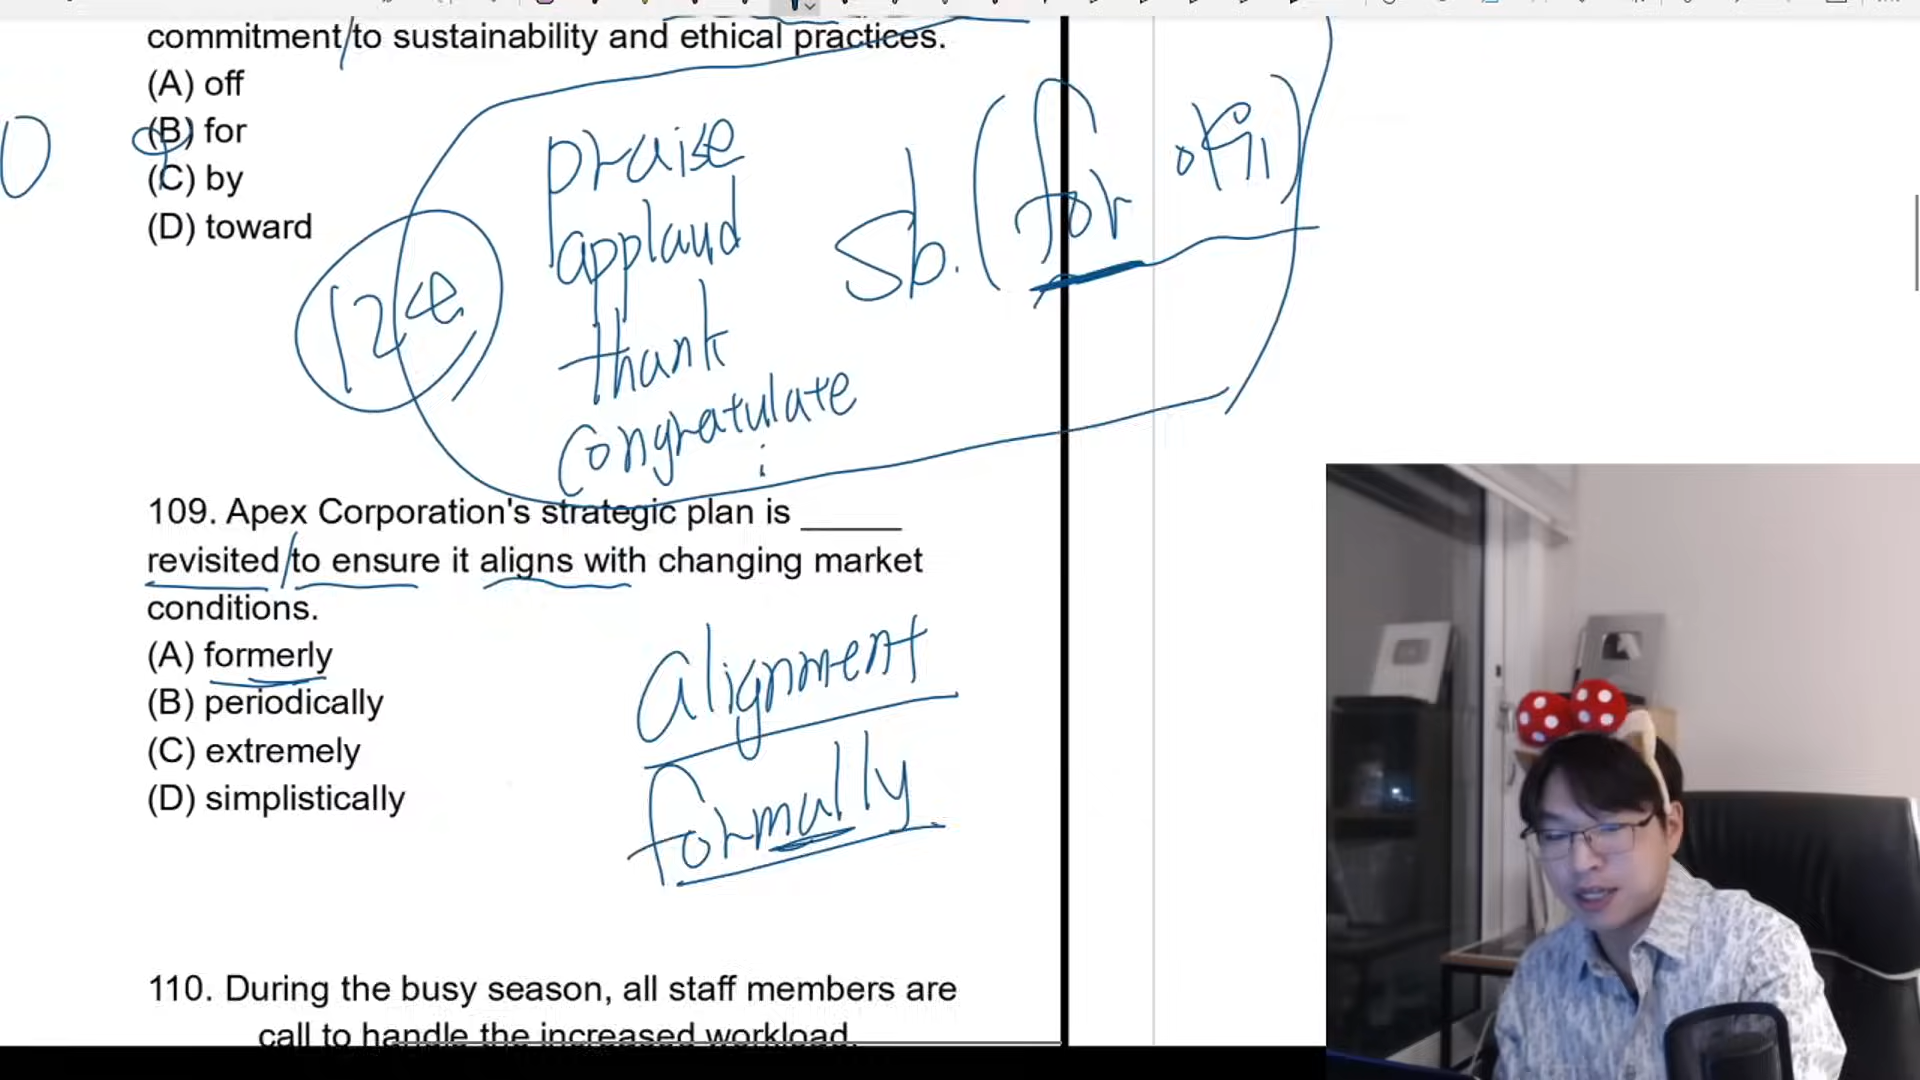 commitment to sustainability and ethical practices.
(A) off
(B) for
(C) by
(D) toward
praise
applaud
thank
congratulate
sb. (for 이유)
109. Apex Corporation's strategic plan is ______
revisited to ensure it aligns with changing market
conditions.
(A) formerly
(B) periodically
(C) extremely
(D) simplistically
alignment
formally
110. During the busy season, all staff members are
call to handle the increased workload.